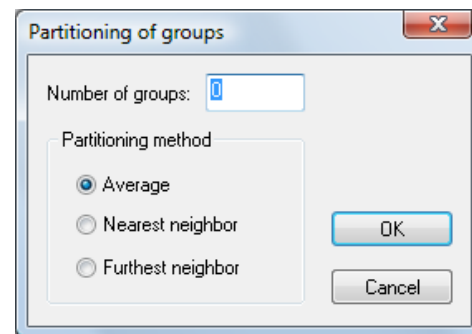 Partitioning of groups
Number of groups: 0
Partitioning method
Average
Nearest neighbor
Furthest neighbor
OK
Cancel